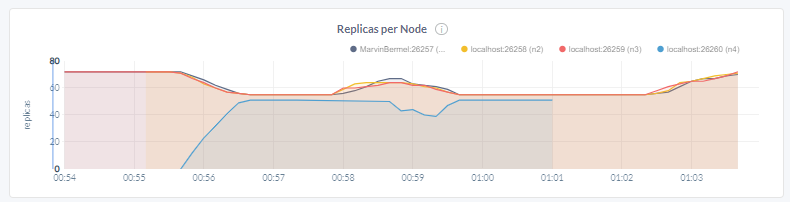 Replicas per Node
MarvinBermel:26257 (... localhost:26258 (n2) localhost:26259 (n3) localhost:26260 (n4)
80
60
40
20
0
replicas
00:54 00:55 00:56 00:57 00:58 00:59 01:00 01:01 01:02 01:03